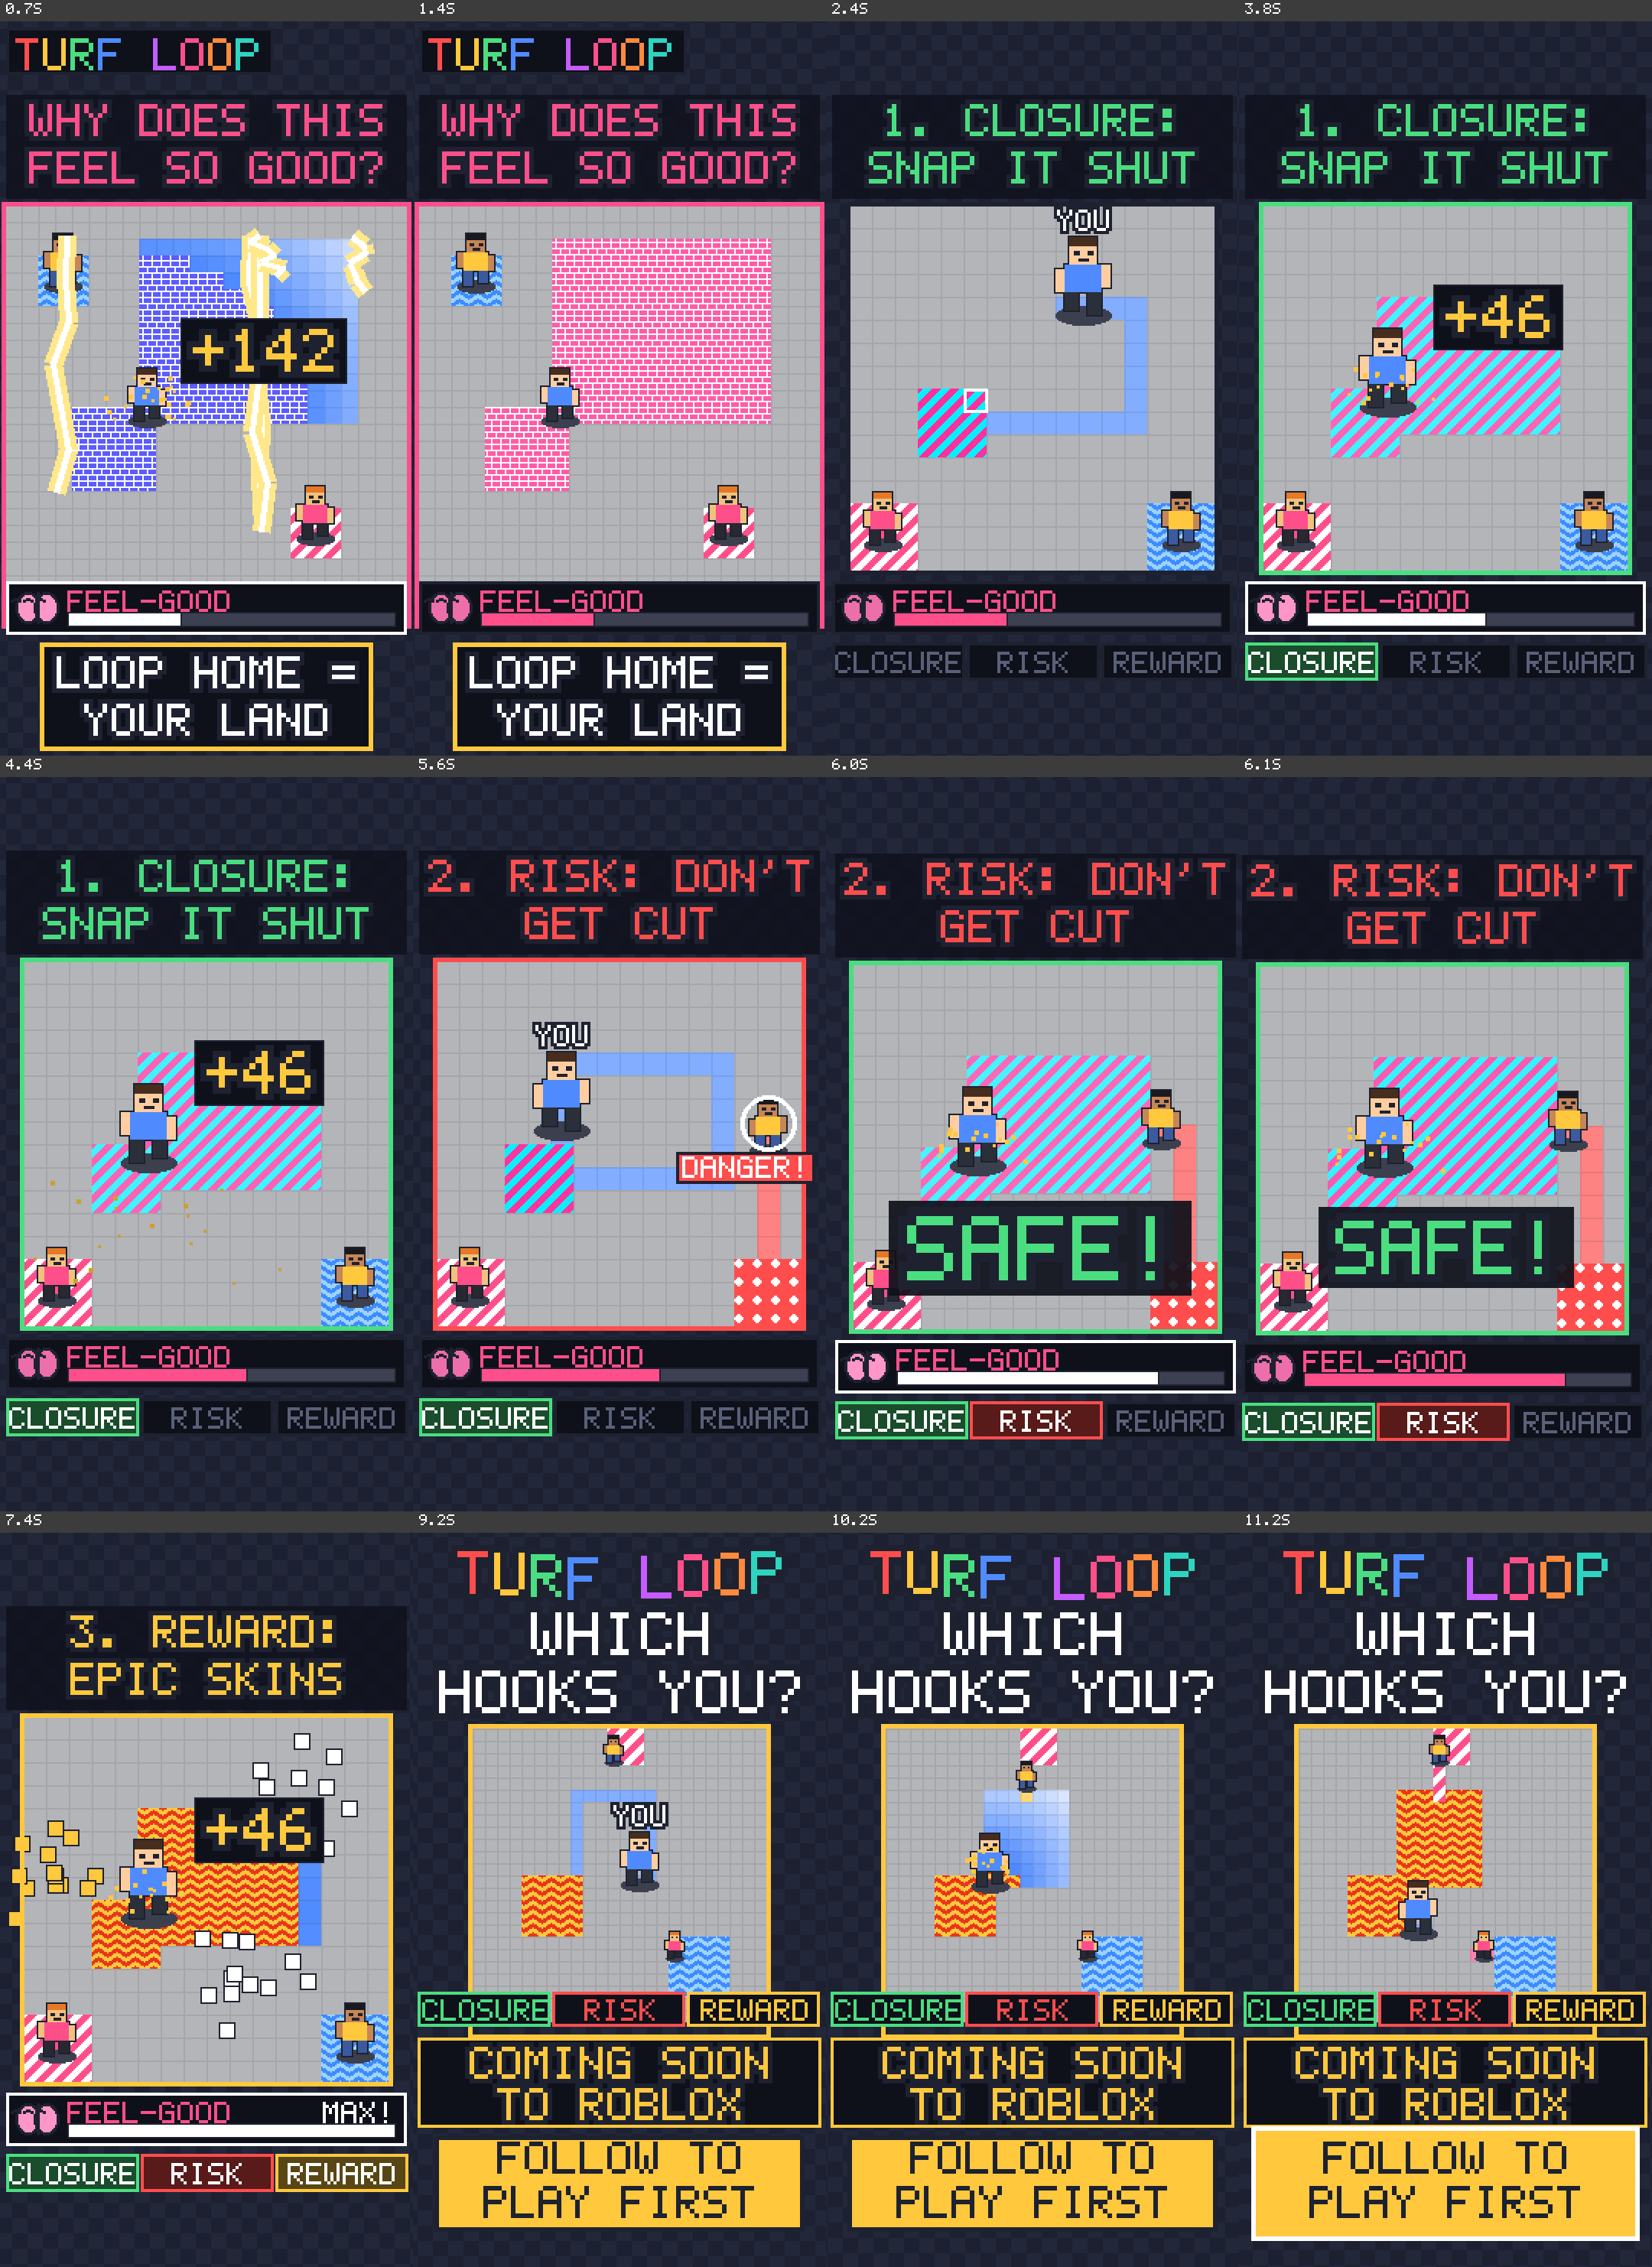 0.7S
TURF LOOP
WHY DOES THIS
FEEL SO GOOD?
+142
FEEL-GOOD
LOOP HOME =
YOUR LAND
1.4S
TURF LOOP
WHY DOES THIS
FEEL SO GOOD?
FEEL-GOOD
LOOP HOME =
YOUR LAND
2.4S
1. CLOSURE:
SNAP IT SHUT
YOU
FEEL-GOOD
CLOSURE RISK REWARD
3.8S
1. CLOSURE:
SNAP IT SHUT
+46
FEEL-GOOD
CLOSURE RISK REWARD
4.4S
1. CLOSURE:
SNAP IT SHUT
+46
FEEL-GOOD
CLOSURE RISK REWARD
5.6S
2. RISK: DON'T
GET CUT
YOU
DANGER!
FEEL-GOOD
CLOSURE RISK REWARD
6.0S
2. RISK: DON'T
GET CUT
SAFE!
FEEL-GOOD
CLOSURE RISK REWARD
6.1S
2. RISK: DON'T
GET CUT
SAFE!
FEEL-GOOD
CLOSURE RISK REWARD
7.4S
3. REWARD:
EPIC SKINS
+46
FEEL-GOOD MAX!
CLOSURE RISK REWARD
9.2S
TURF LOOP
WHICH
HOOKS YOU?
YOU
CLOSURE RISK REWARD
COMING SOON
TO ROBLOX
FOLLOW TO
PLAY FIRST
10.2S
TURF LOOP
WHICH
HOOKS YOU?
CLOSURE RISK REWARD
COMING SOON
TO ROBLOX
FOLLOW TO
PLAY FIRST
11.2S
TURF LOOP
WHICH
HOOKS YOU?
CLOSURE RISK REWARD
COMING SOON
TO ROBLOX
FOLLOW TO
PLAY FIRST